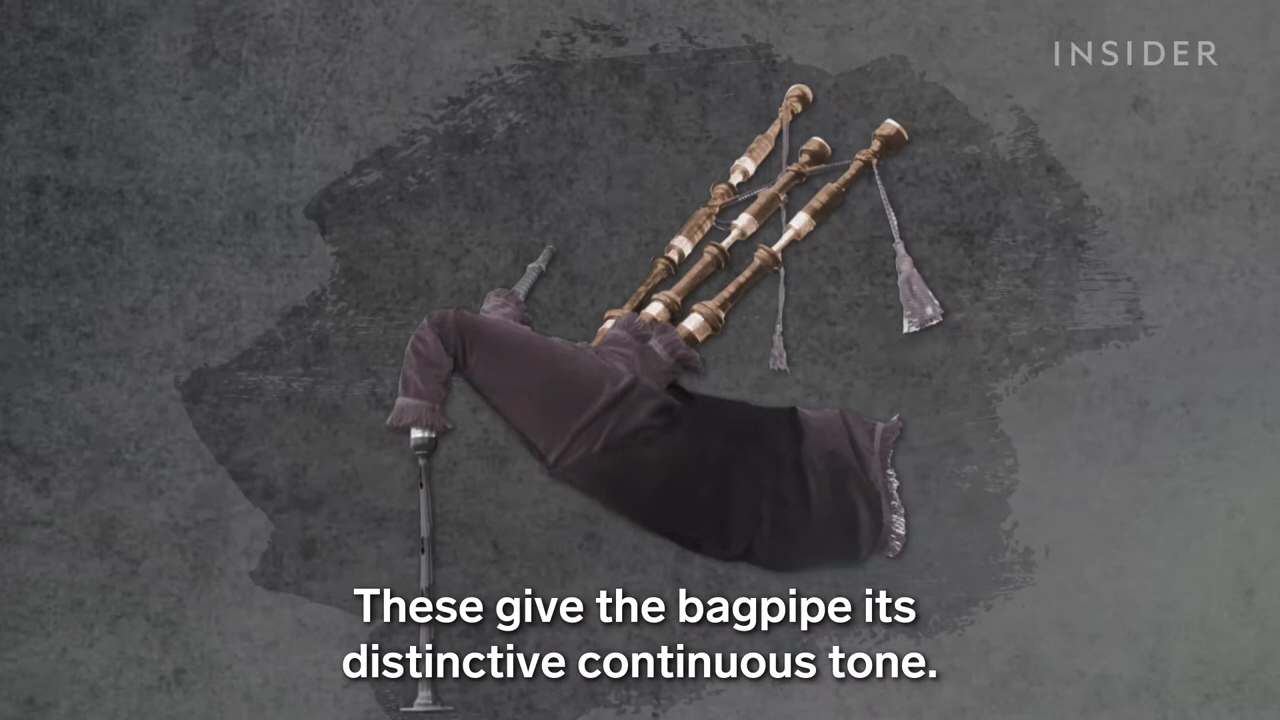 INSIDER
These give the bagpipe its
distinctive continuous tone.